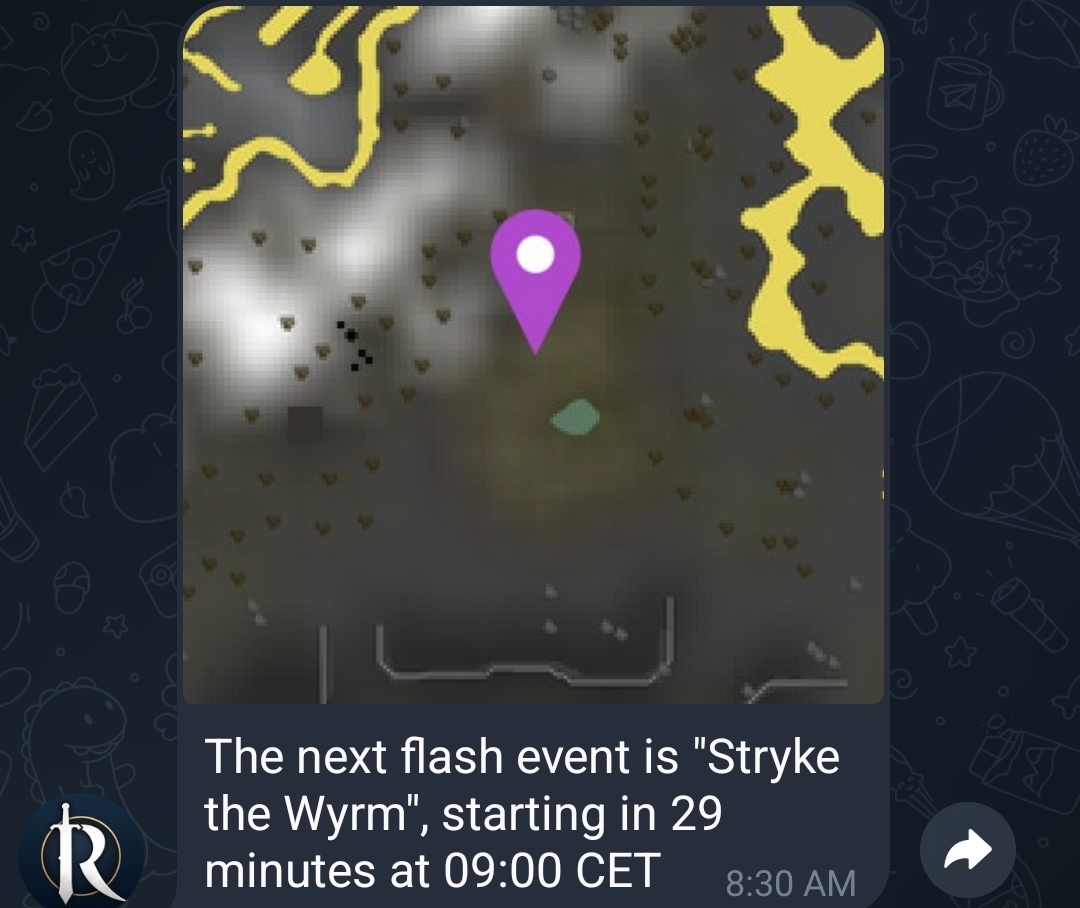 The next flash event is "Stryke
the Wyrm", starting in 29
minutes at 09:00 CET
8:30 AM
R